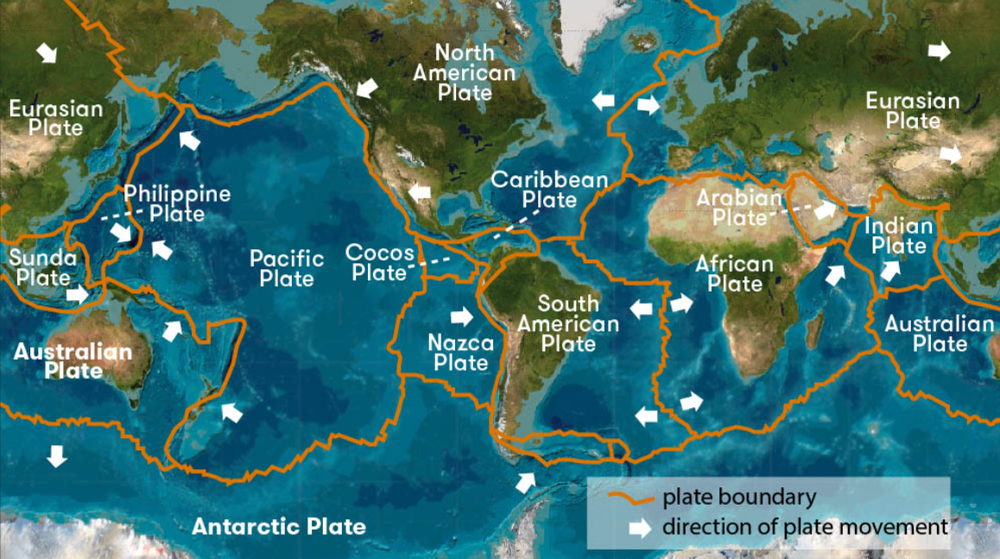 North
American
Plate
Eurasian
Plate
Eurasian
Plate
Philippine
Plate
Caribbean
Plate
Arabian
Plate
Indian
Plate
Sunda
Plate
Pacific
Plate
Cocos
Plate
African
Plate
South
American
Plate
Nazca
Plate
Australian
Plate
Australian
Plate
Antarctic Plate
plate boundary
direction of plate movement